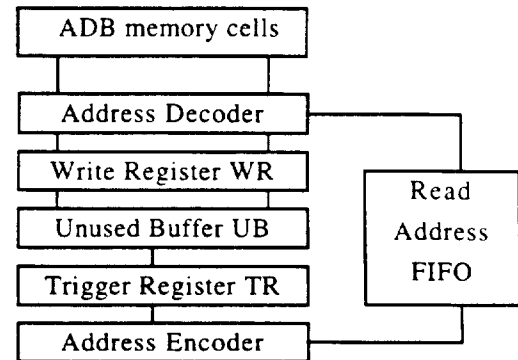 ADB memory cells
Address Decoder
Write Register WR
Unused Buffer UB
Trigger Register TR
Address Encoder
Read
Address
FIFO